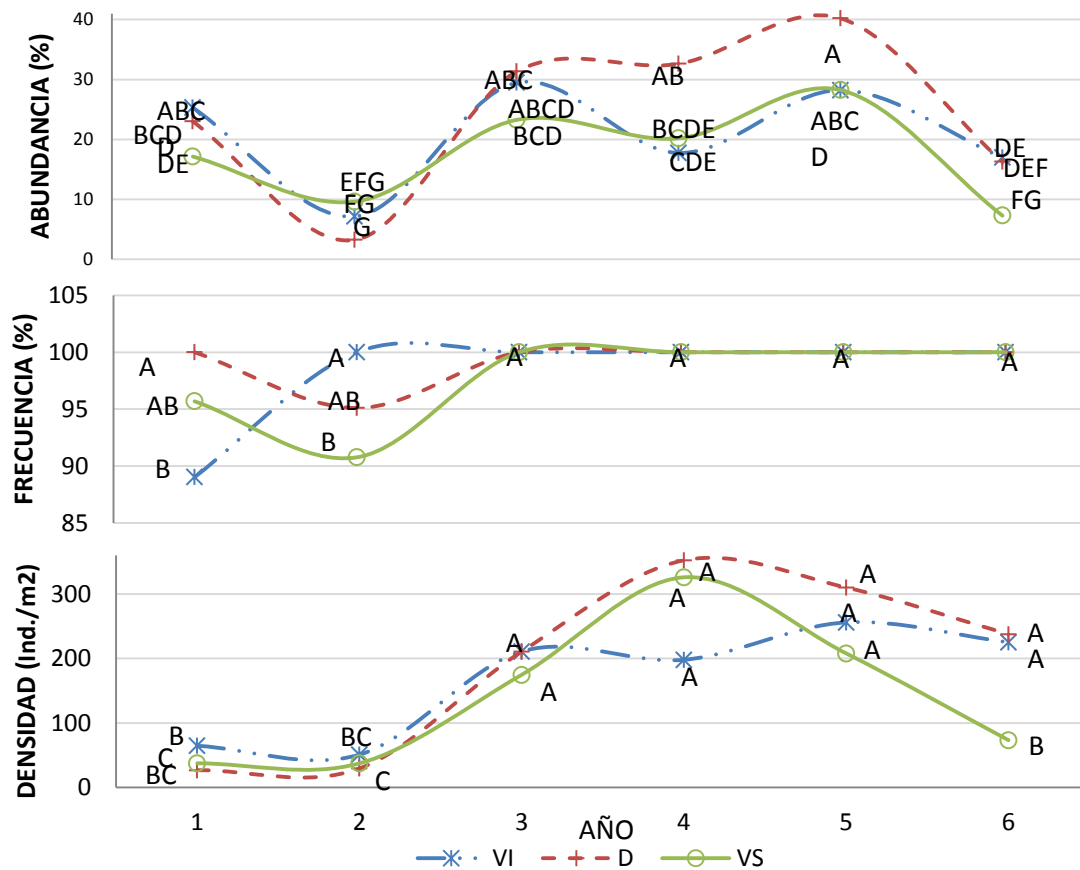 ABUNDANCIA (%)
40
30
20
10
0
ABC
BCD
D
DE
EFG
FG
G
ABC
ABCD
BCD
AB
BCDE
CDE
A
ABC
D
DE
DEF
FG
FRECUENCIA (%)
105
100
95
90
85
A
AB
B
A
AB
B
A
A
A
A
DENSIDAD (Ind./m2)
300
200
100
0
B
C
BC
BC
C
A
A
A
A
A
A
A
A
A
A
B
1 2 3 4 5 6
AÑO
VI D VS